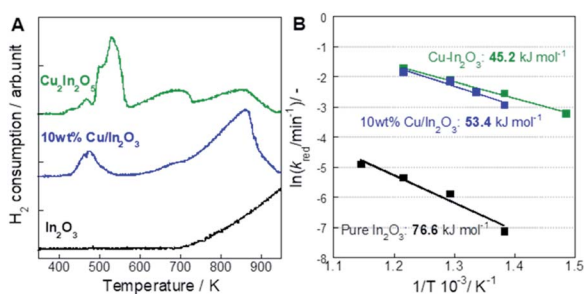 A
H2 consumption / arb.unit
Cu2In2O5
10wt% Cu/In2O3
In2O3
400 500 600 700 800 900
Temperature / K
B
ln(kred/min-1)/ -
0
-1
-2
-3
-4
-5
-6
-7
-8
Cu-In2O3: 45.2 kJ mol-1
10wt% Cu/In2O3: 53.4 kJ mol-1
Pure In2O3: 76.6 kJ mol-1
1.1 1.2 1.3 1.4 1.5
1/T 10-3/ K-1